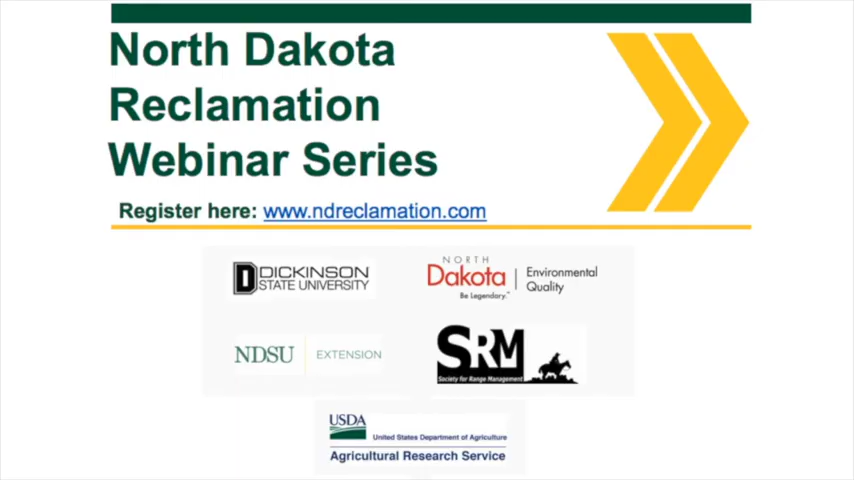 North Dakota
Reclamation
Webinar Series
Register here: www.ndreclamation.com
D DICKINSON
STATE UNIVERSITY
NORTH
Dakota
Be Legendary.™
Environmental
Quality
NDSU EXTENSION
SRM
Society for Range Management
USDA
United States Department of Agriculture
Agricultural Research Service